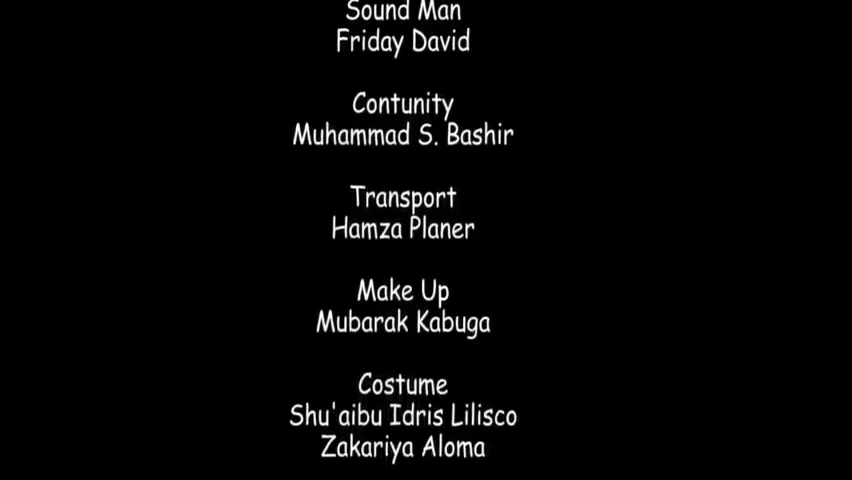 Sound Man
Friday David
Contunity
Muhammad S. Bashir
Transport
Hamza Planer
Make Up
Mubarak Kabuga
Costume
Shu'aibu Idris Lilisco
Zakariya Aloma